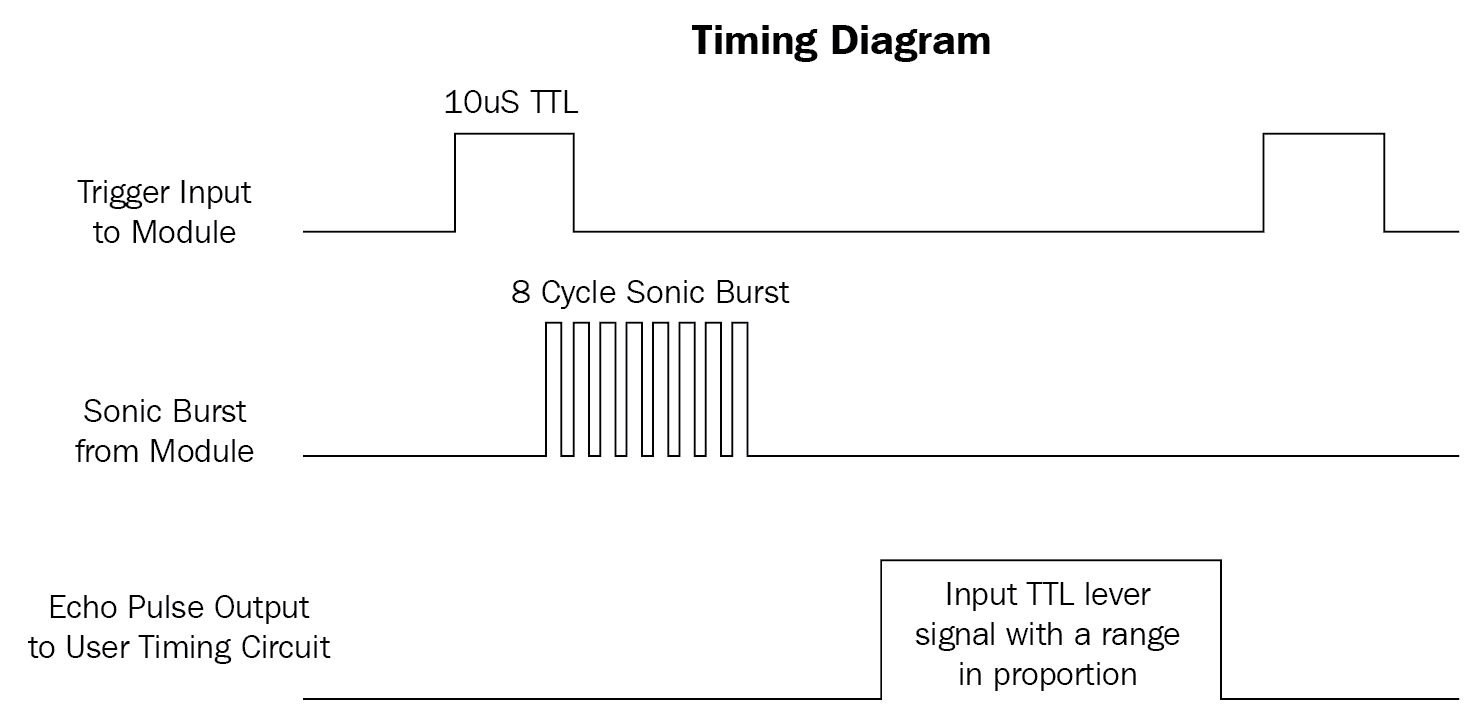 Timing Diagram
10uS TTL
Trigger Input
to Module
8 Cycle Sonic Burst
Sonic Burst
from Module
Echo Pulse Output
to User Timing Circuit
Input TTL lever
signal with a range
in proportion